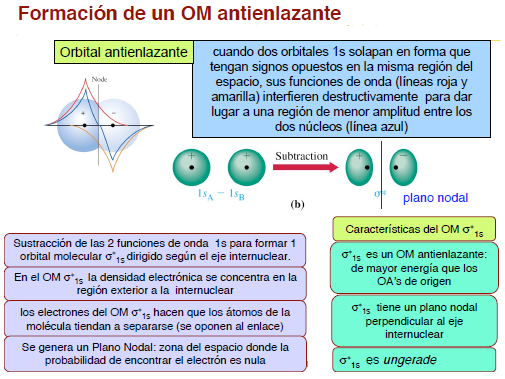 Formación de un OM antienlazante
Orbital antienlazante
cuando dos orbitales 1s solapan en forma que
tengan signos opuestos en la misma región del
espacio, sus funciones de onda (líneas roja y
amarilla) interfieren destructivamente para dar
lugar a una región de menor amplitud entre los
dos núcleos (línea azul)
Node
+ −
+ + Subtraction + −
1sA − 1sB
σ*
(b)
plano nodal
Sustracción de las 2 funciones de onda 1s para formar 1
orbital molecular σ*1s dirigido según el eje internuclear.
En el OM σ*1s la densidad electrónica se concentra en la
región exterior a la internuclear
los electrones del OM σ*1s hacen que los átomos de la
molécula tiendan a separarse (se oponen al enlace)
Se genera un Plano Nodal: zona del espacio donde la
probabilidad de encontrar el electrón es nula
Características del OM σ*1s
σ*1s es un OM antienlazante:
de mayor energía que los
OA's de origen
σ*1s tiene un plano nodal
perpendicular al eje
internuclear
σ*1s es ungerade